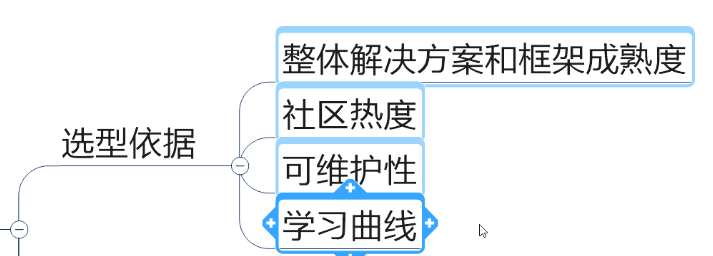 整体解决方案和框架成熟度
社区热度
选型依据
可维护性
学习曲线